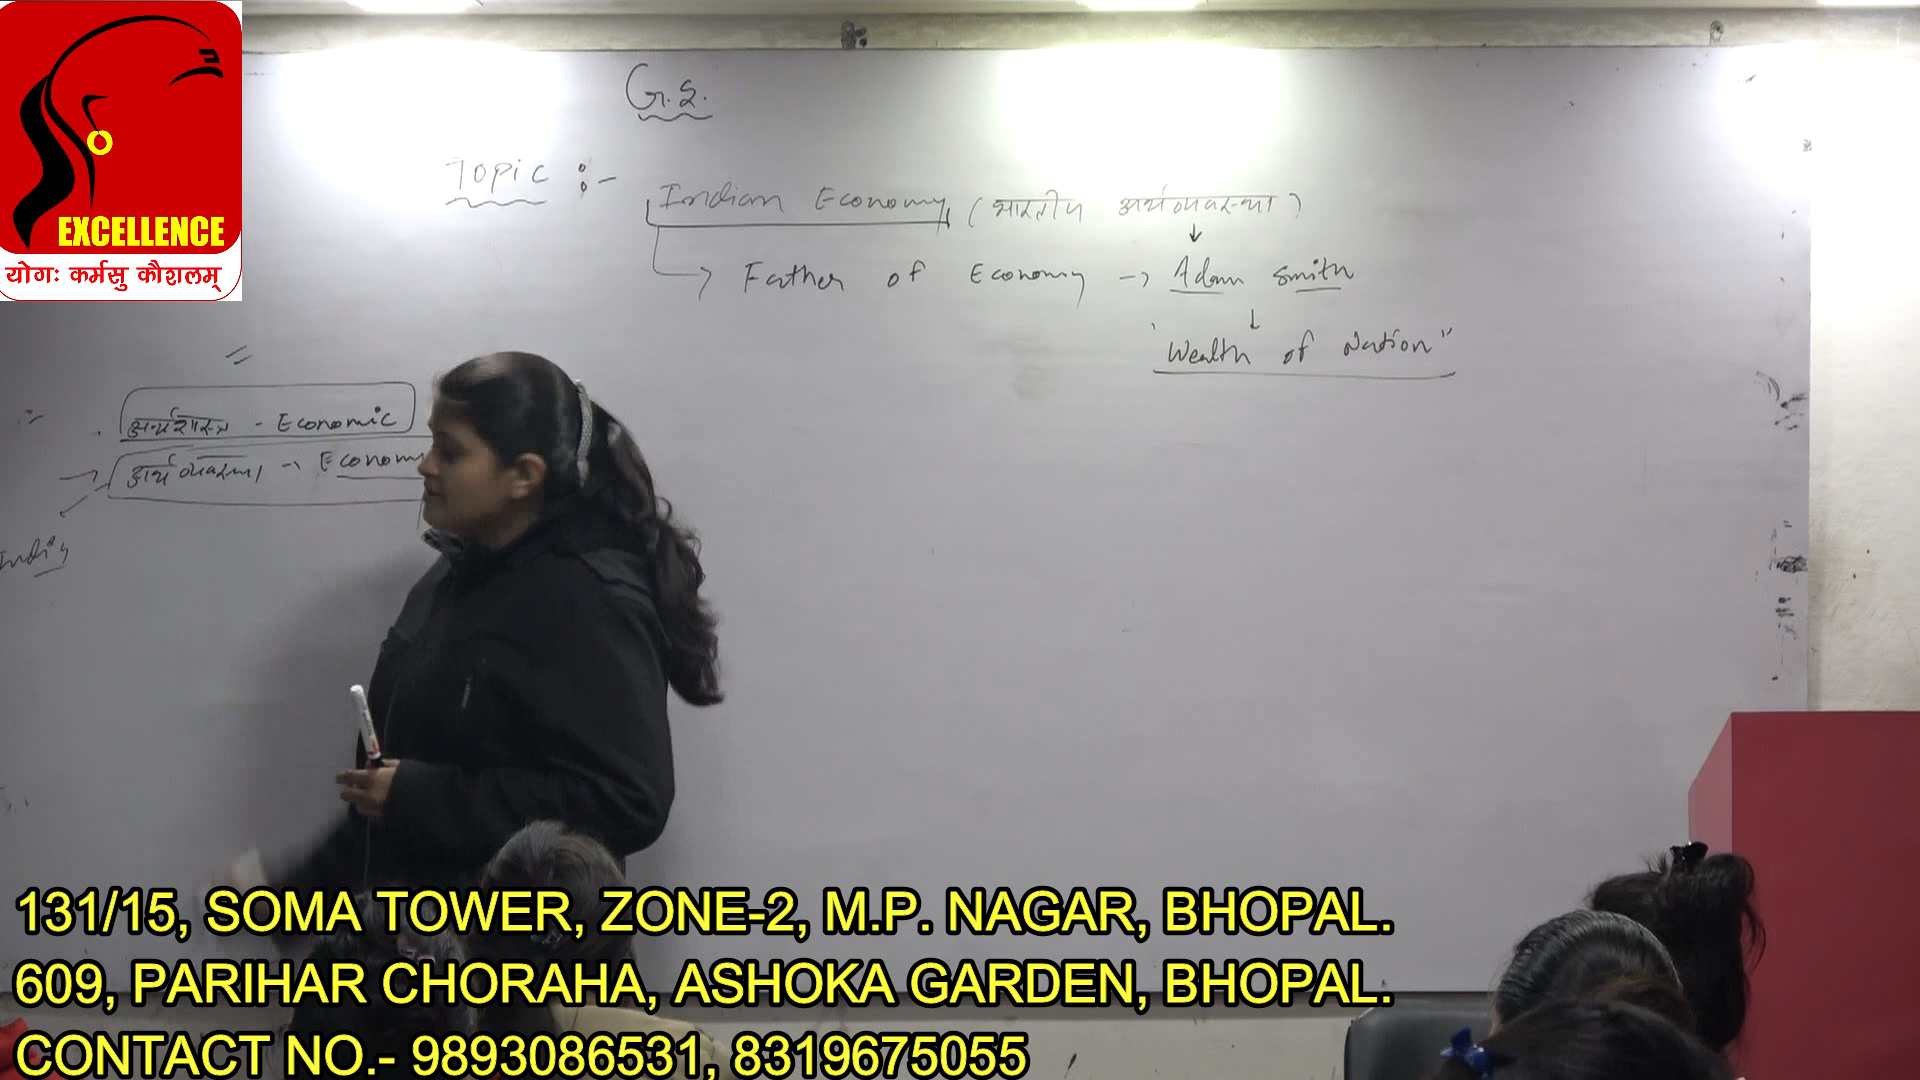 EXCELLENCE
योगः कर्मसु कौशलम्
G.S.
Topic :-
Indian Economy (भारतीय अर्थव्यवस्था)
↓
→ Father of Economy → Adam Smith
↓
"Wealth of Nation"
अर्थशास्त्र - Economic
→ अर्थव्यवस्था → Economy
131/15, SOMA TOWER, ZONE-2, M.P. NAGAR, BHOPAL.
609, PARIHAR CHORAHA, ASHOKA GARDEN, BHOPAL.
CONTACT NO.- 9893086531, 8319675055